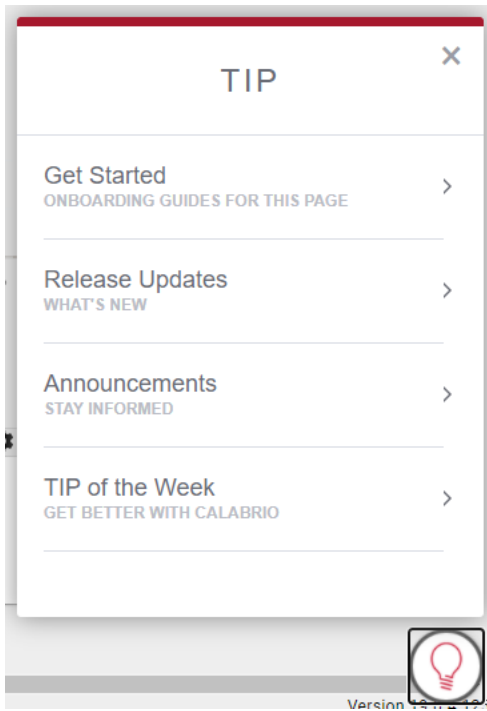 TIP
Get Started
ONBOARDING GUIDES FOR THIS PAGE
Release Updates
WHAT'S NEW
Announcements
STAY INFORMED
TIP of the Week
GET BETTER WITH CALABRIO
Version